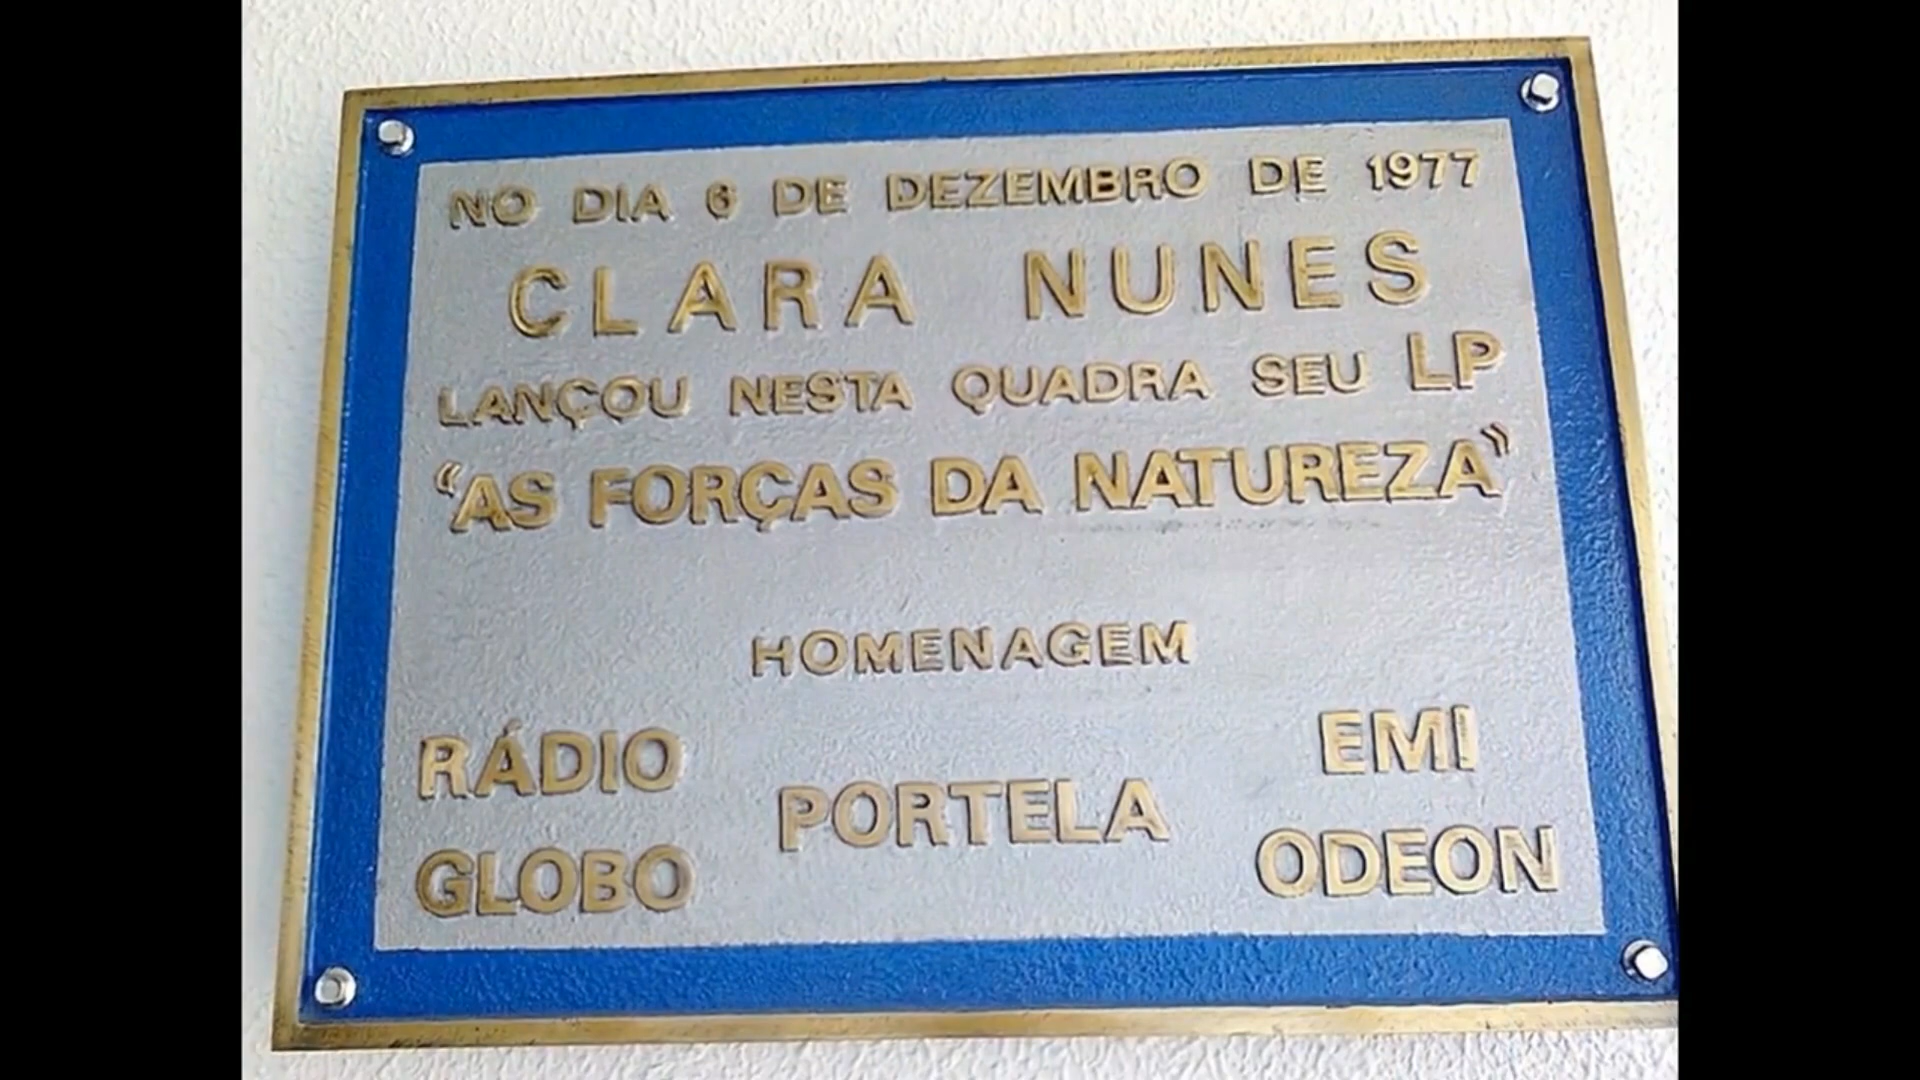 NO DIA 6 DE DEZEMBRO DE 1977
CLARA NUNES
LANÇOU NESTA QUADRA SEU LP
“AS FORÇAS DA NATUREZA”
HOMENAGEM
RÁDIO
GLOBO
PORTELA
EMI
ODEON